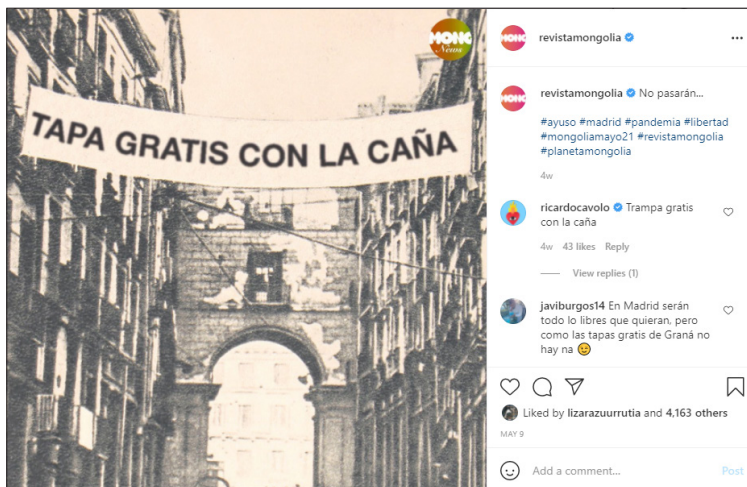 MONG
News
TAPA GRATIS CON LA CAÑA
MONG
revistamongolia
...
MONG
revistamongolia No pasarán...
#ayuso #madrid #pandemia #libertad
#mongoliamayo21 #revistamongolia
#planetamongolia
4w
ricardocavolo Trampa gratis
con la caña
4w 43 likes Reply
View replies (1)
javiburgos14 En Madrid serán
todo lo libres que quieran, pero
como las tapas gratis de Graná no
hay na 😉
Liked by lizarazuurrutia and 4,163 others
MAY 9
Add a comment...
Post